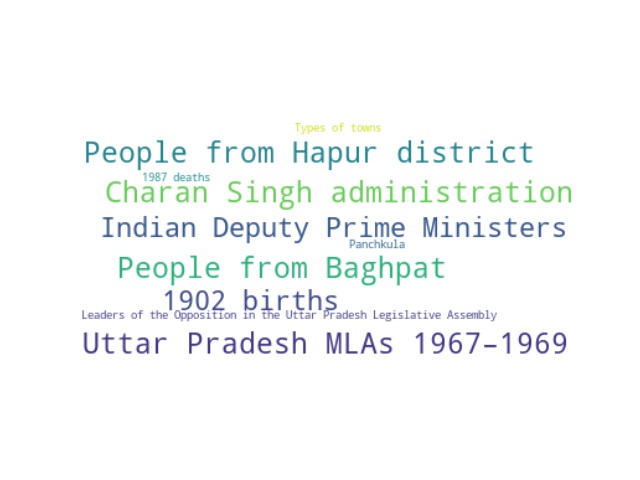 Types of towns
People from Hapur district
1987 deaths
Charan Singh administration
Indian Deputy Prime Ministers
Panchkula
People from Baghpat
1902 births
Leaders of the Opposition in the Uttar Pradesh Legislative Assembly
Uttar Pradesh MLAs 1967–1969